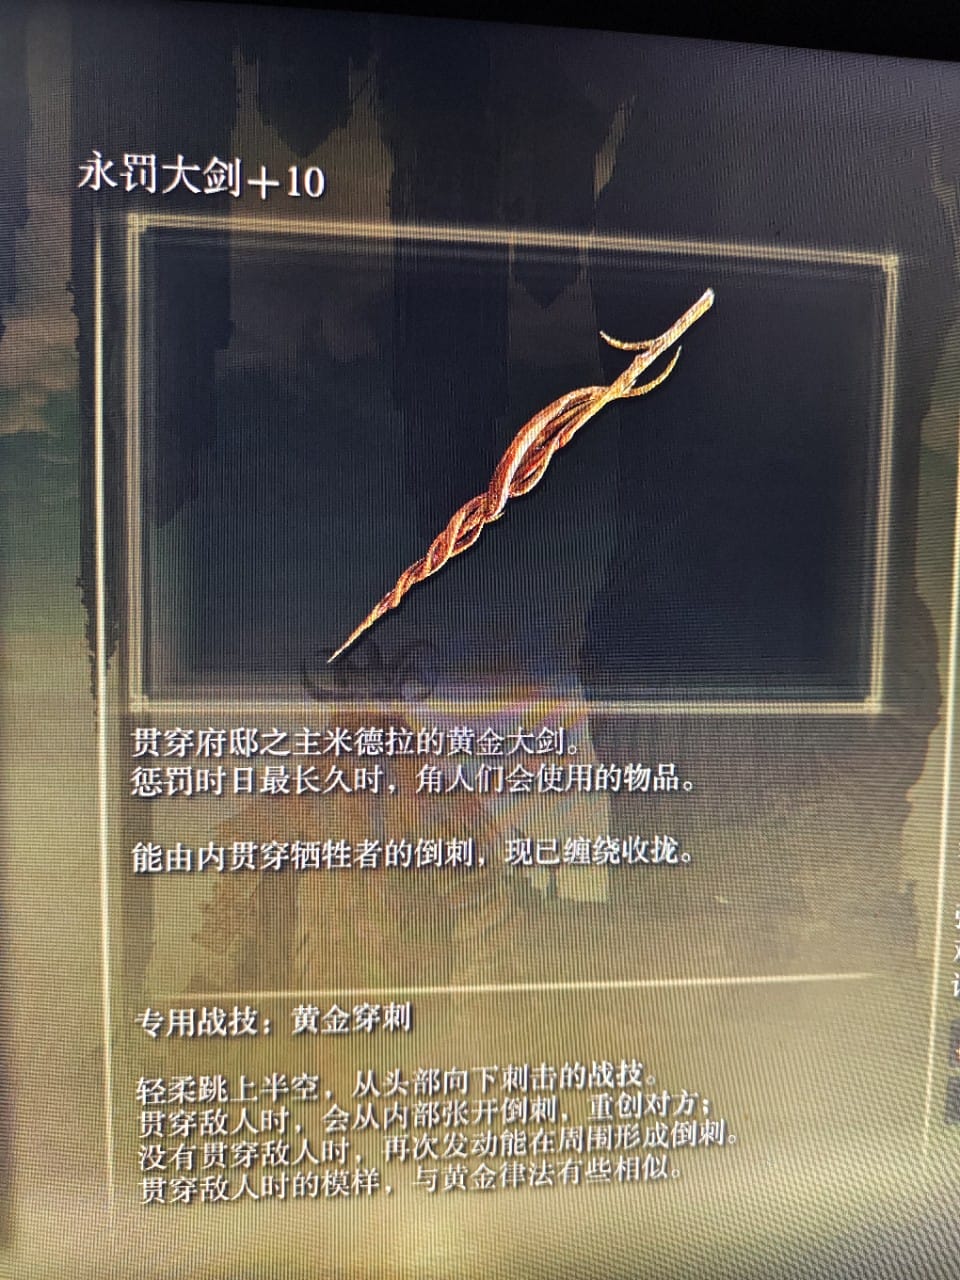 永罚大剑+10
贯穿府邸之主米德拉的黄金大剑。
惩罚时日最长久时，角人们会使用的物品。
能由内贯穿牺牲者的倒刺，现已缠绕收拢。
专用战技：黄金穿刺
轻柔跳上半空，从头部向下刺击的战技。
贯穿敌人时，会从内部张开倒刺，重创对方；
没有贯穿敌人时，再次发动能在周围形成倒刺。
贯穿敌人时的模样，与黄金律法有些相似。